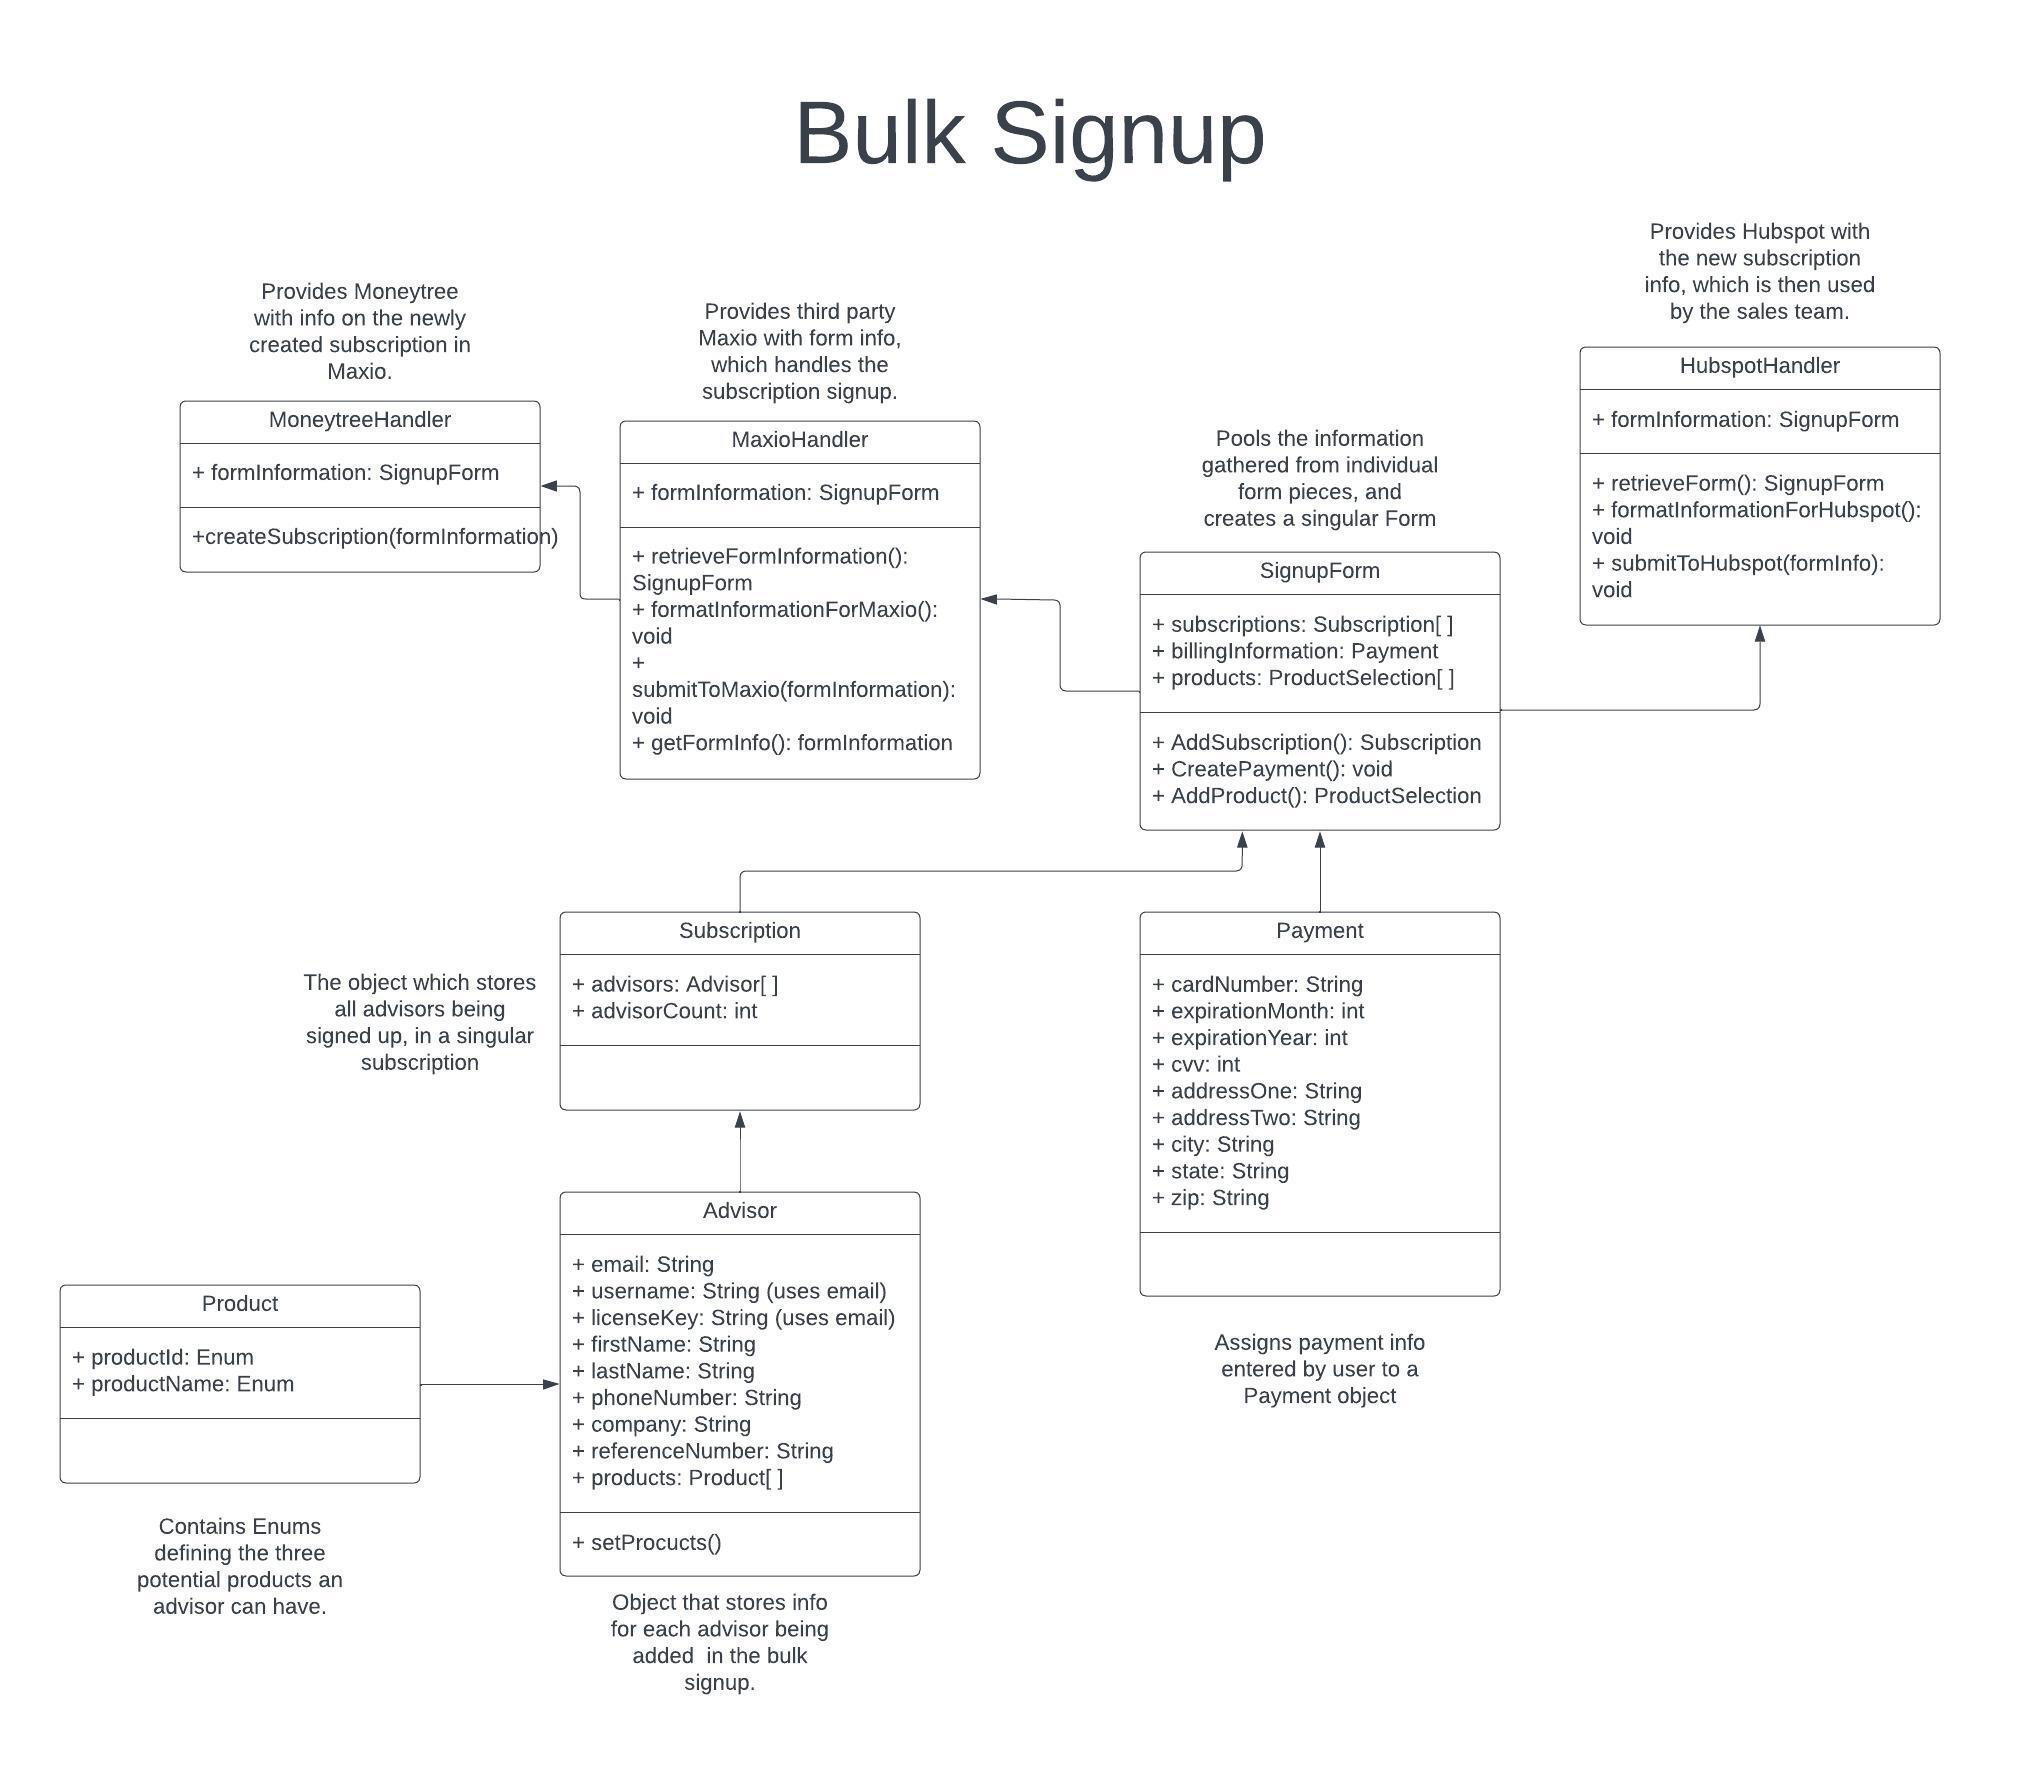 Bulk Signup
Provides Moneytree
with info on the newly
created subscription in
Maxio.
MoneytreeHandler
+ formInformation: SignupForm
+createSubscription(formInformation)
Provides third party
Maxio with form info,
which handles the
subscription signup.
MaxioHandler
+ formInformation: SignupForm
+ retrieveFormInformation():
SignupForm
+ formatInformationForMaxio():
void
+
submitToMaxio(formInformation):
void
+ getFormInfo(): formInformation
Pools the information
gathered from individual
form pieces, and
creates a singular Form
SignupForm
+ subscriptions: Subscription[ ]
+ billingInformation: Payment
+ products: ProductSelection[ ]
+ AddSubscription(): Subscription
+ CreatePayment(): void
+ AddProduct(): ProductSelection
Provides Hubspot with
the new subscription
info, which is then used
by the sales team.
HubspotHandler
+ formInformation: SignupForm
+ retrieveForm(): SignupForm
+ formatInformationForHubspot():
void
+ submitToHubspot(formInfo):
void
The object which stores
all advisors being
signed up, in a singular
subscription
Subscription
+ advisors: Advisor[ ]
+ advisorCount: int
Payment
+ cardNumber: String
+ expirationMonth: int
+ expirationYear: int
+ cvv: int
+ addressOne: String
+ addressTwo: String
+ city: String
+ state: String
+ zip: String
Assigns payment info
entered by user to a
Payment object
Product
+ productId: Enum
+ productName: Enum
Contains Enums
defining the three
potential products an
advisor can have.
Advisor
+ email: String
+ username: String (uses email)
+ licenseKey: String (uses email)
+ firstName: String
+ lastName: String
+ phoneNumber: String
+ company: String
+ referenceNumber: String
+ products: Product[ ]
+ setProcucts()
Object that stores info
for each advisor being
added  in the bulk
signup.